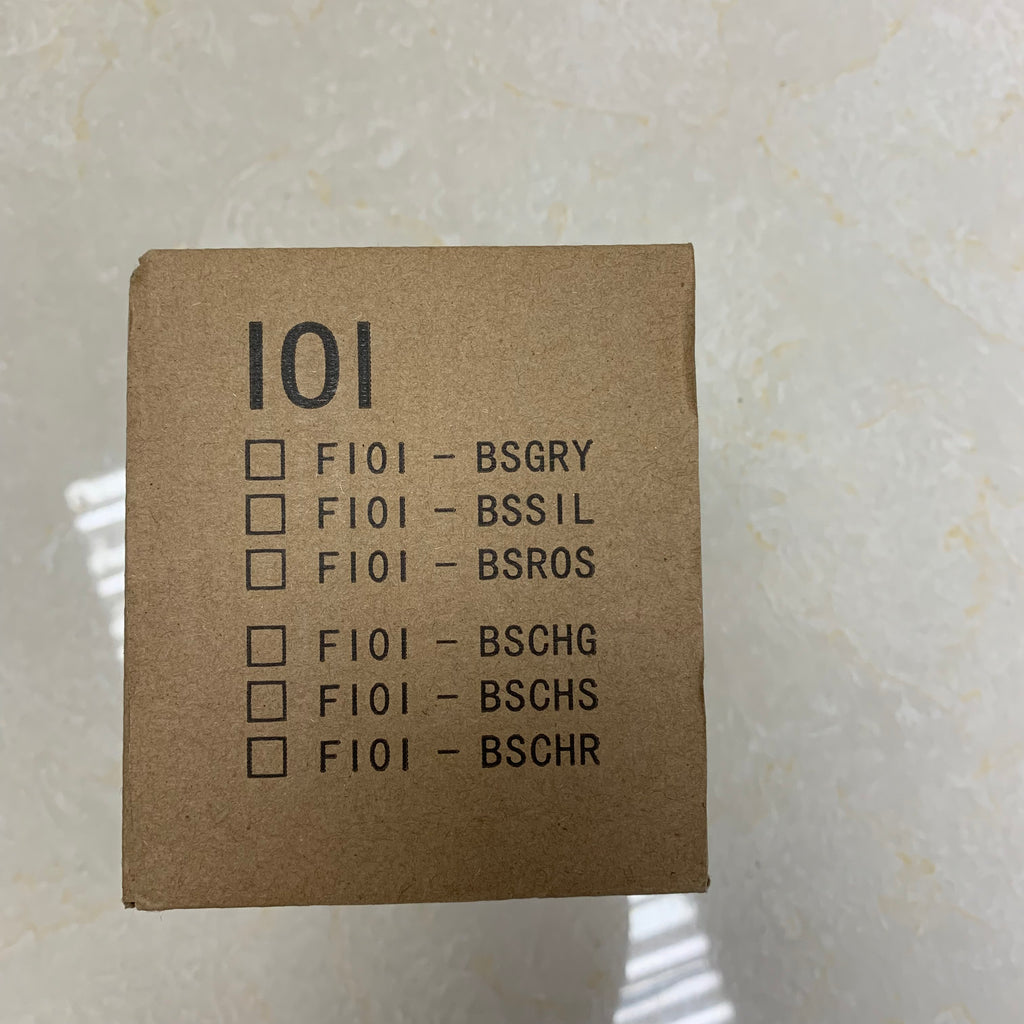 101
F101 - BSGRY
F101 - BSSIL
F101 - BSROS
F101 - BSCHG
F101 - BSCHS
F101 - BSCHR